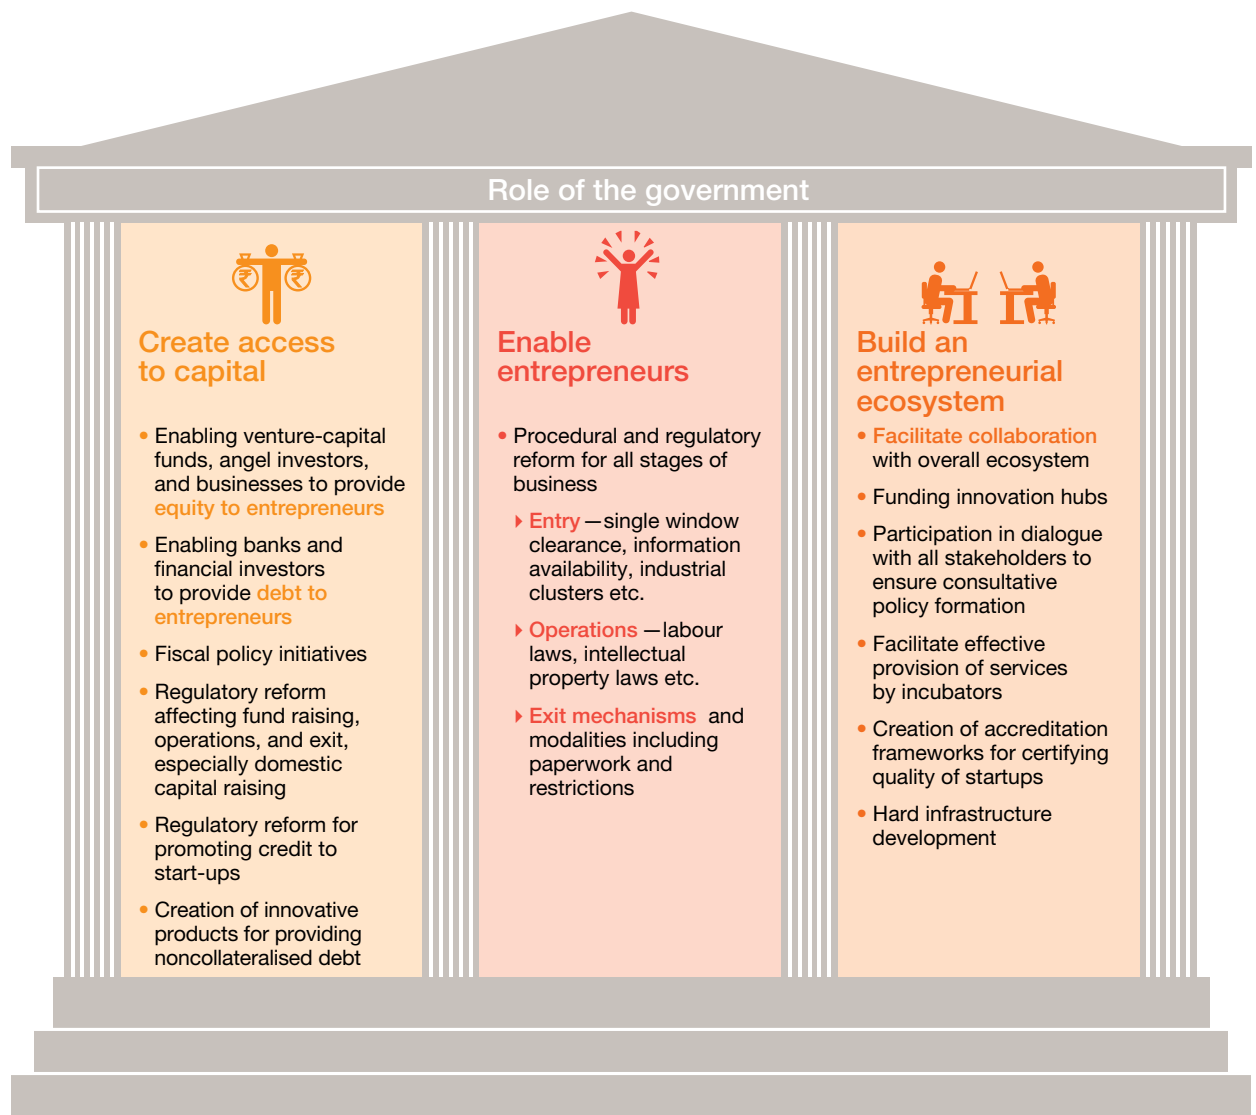 Role of the government
₹
₹
Create access
to capital
• Enabling venture-capital
funds, angel investors,
and businesses to provide
equity to entrepreneurs
• Enabling banks and
financial investors
to provide debt to
entrepreneurs
• Fiscal policy initiatives
• Regulatory reform
affecting fund raising,
operations, and exit,
especially domestic
capital raising
• Regulatory reform for
promoting credit to
start-ups
• Creation of innovative
products for providing
noncollateralised debt
Enable
entrepreneurs
• Procedural and regulatory
reform for all stages of
business
Entry —single window
clearance, information
availability, industrial
clusters etc.
Operations —labour
laws, intellectual
property laws etc.
Exit mechanisms and
modalities including
paperwork and
restrictions
Build an
entrepreneurial
ecosystem
• Facilitate collaboration
with overall ecosystem
• Funding innovation hubs
• Participation in dialogue
with all stakeholders to
ensure consultative
policy formation
• Facilitate effective
provision of services
by incubators
• Creation of accreditation
frameworks for certifying
quality of startups
• Hard infrastructure
development